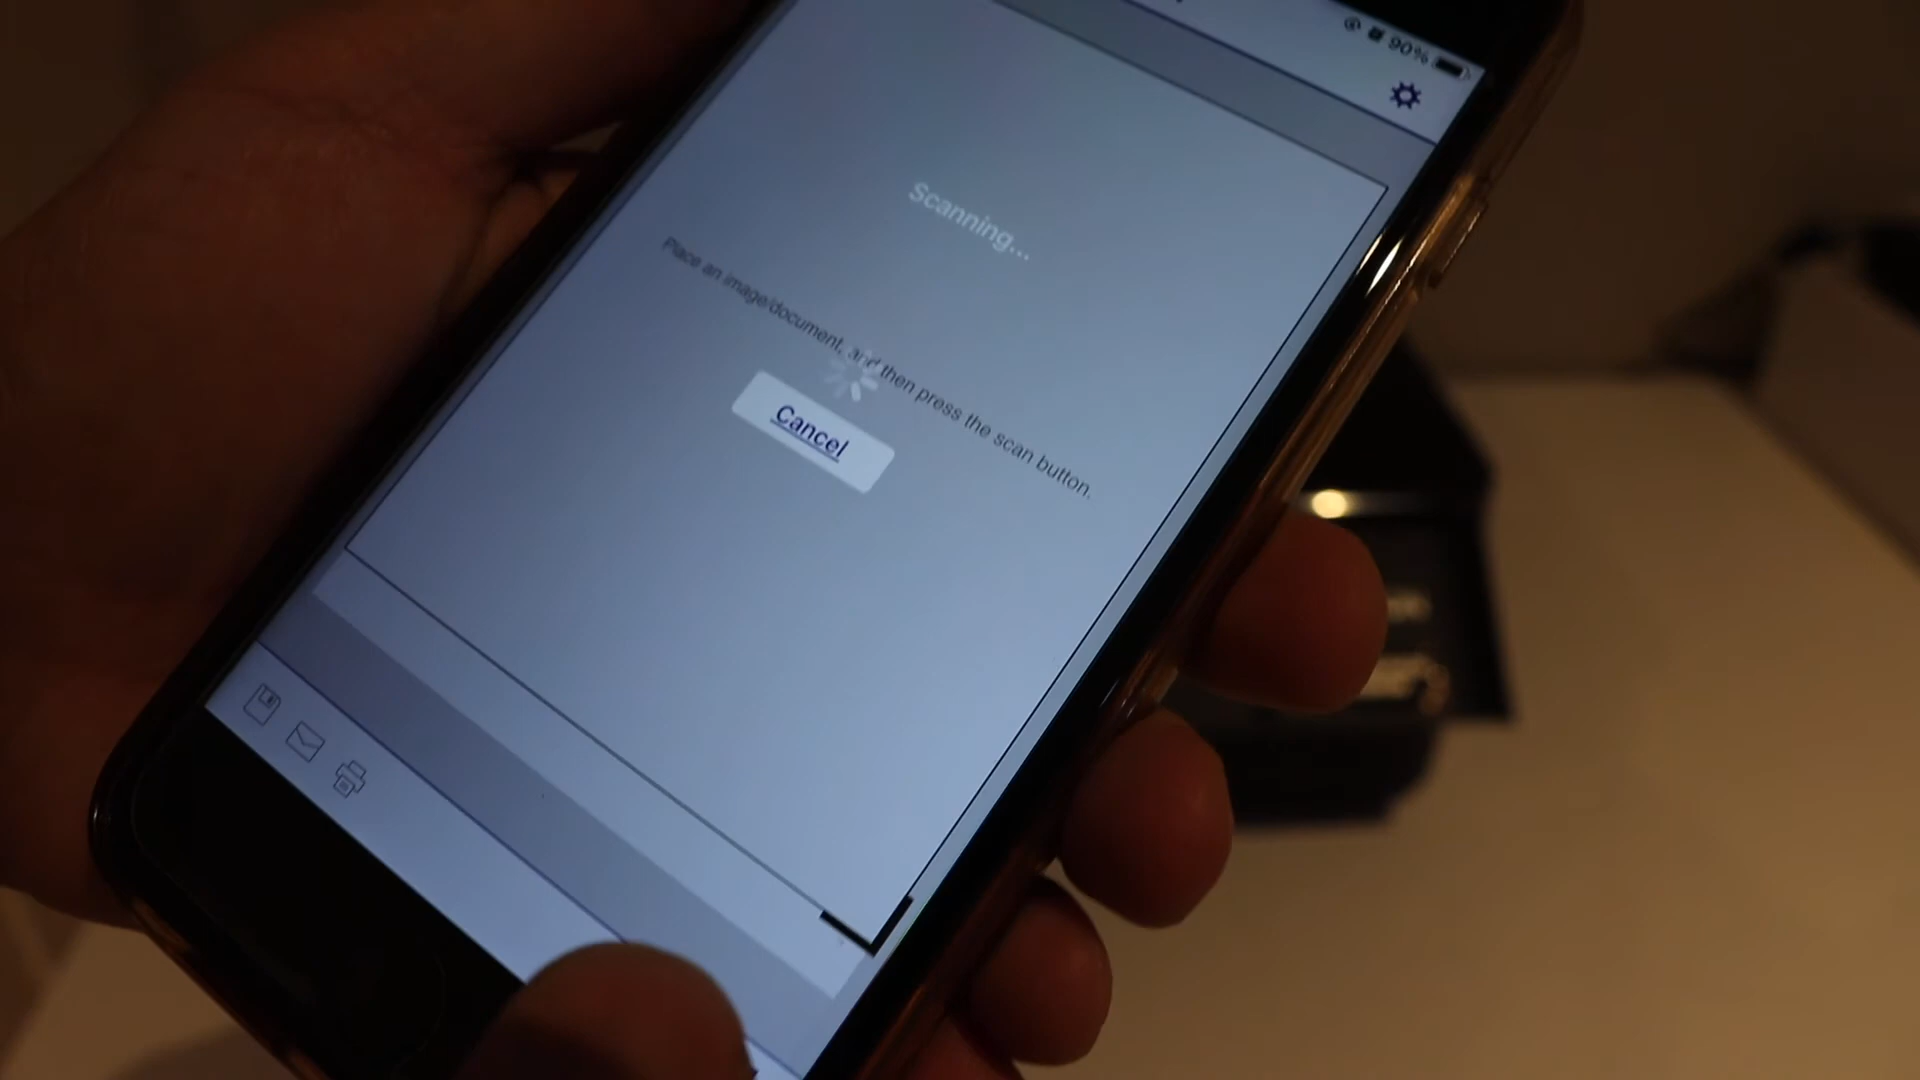 90%
Scanning...
Place an image/document, and then press the scan button.
Cancel